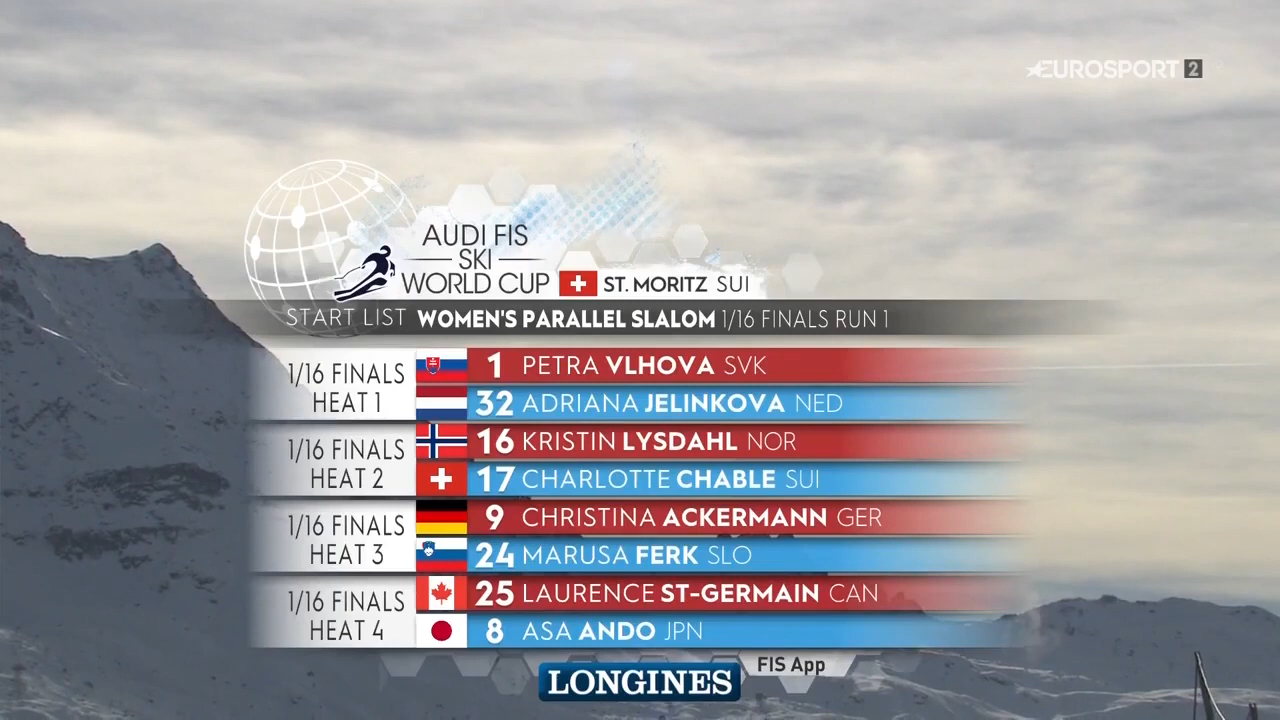 EUROSPORT 2
AUDI FIS
SKI
WORLD CUP
ST. MORITZ SUI
START LIST WOMEN'S PARALLEL SLALOM 1/16 FINALS RUN 1
1/16 FINALS
HEAT 1
1 PETRA VLHOVA SVK
32 ADRIANA JELINKOVA NED
1/16 FINALS
HEAT 2
16 KRISTIN LYSDAHL NOR
17 CHARLOTTE CHABLE SUI
1/16 FINALS
HEAT 3
9 CHRISTINA ACKERMANN GER
24 MARUSA FERK SLO
1/16 FINALS
HEAT 4
25 LAURENCE ST-GERMAIN CAN
8 ASA ANDO JPN
FIS App
LONGINES